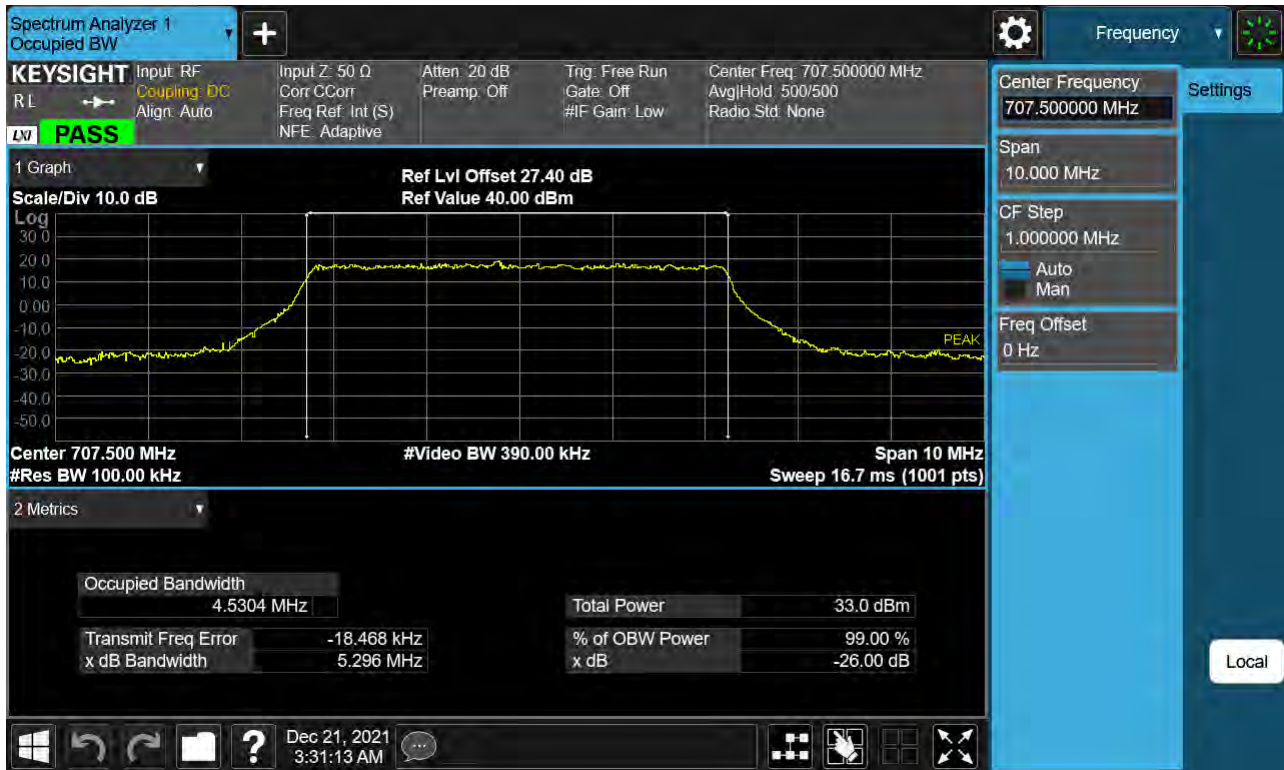 Spectrum Analyzer 1
Occupied BW
+
Frequency
KEYSIGHT
RL
LXI PASS
Input: RF
Coupling: DC
Align: Auto
Input Z: 50 Ω
Corr CCorr
Freq Ref: Int (S)
NFE: Adaptive
Atten: 20 dB
Preamp: Off
Trig: Free Run
Gate: Off
#IF Gain: Low
Center Freq: 707.500000 MHz
Avg|Hold: 500/500
Radio Std: None
Center Frequency
707.500000 MHz
Settings
Span
10.000 MHz
CF Step
1.000000 MHz
Auto
Man
Freq Offset
0 Hz
Local
1 Graph
Ref Lvl Offset 27.40 dB
Scale/Div 10.0 dB
Ref Value 40.00 dBm
Log
30.0
20.0
10.0
0.00
-10.0
-20.0
-30.0
-40.0
-50.0
PEAK
Center 707.500 MHz
#Video BW 390.00 kHz
Span 10 MHz
#Res BW 100.00 kHz
Sweep 16.7 ms (1001 pts)
2 Metrics
Occupied Bandwidth
4.5304 MHz
Total Power 33.0 dBm
Transmit Freq Error -18.468 kHz
% of OBW Power 99.00 %
x dB Bandwidth 5.296 MHz
x dB -26.00 dB
?
Dec 21, 2021
3:31:13 AM